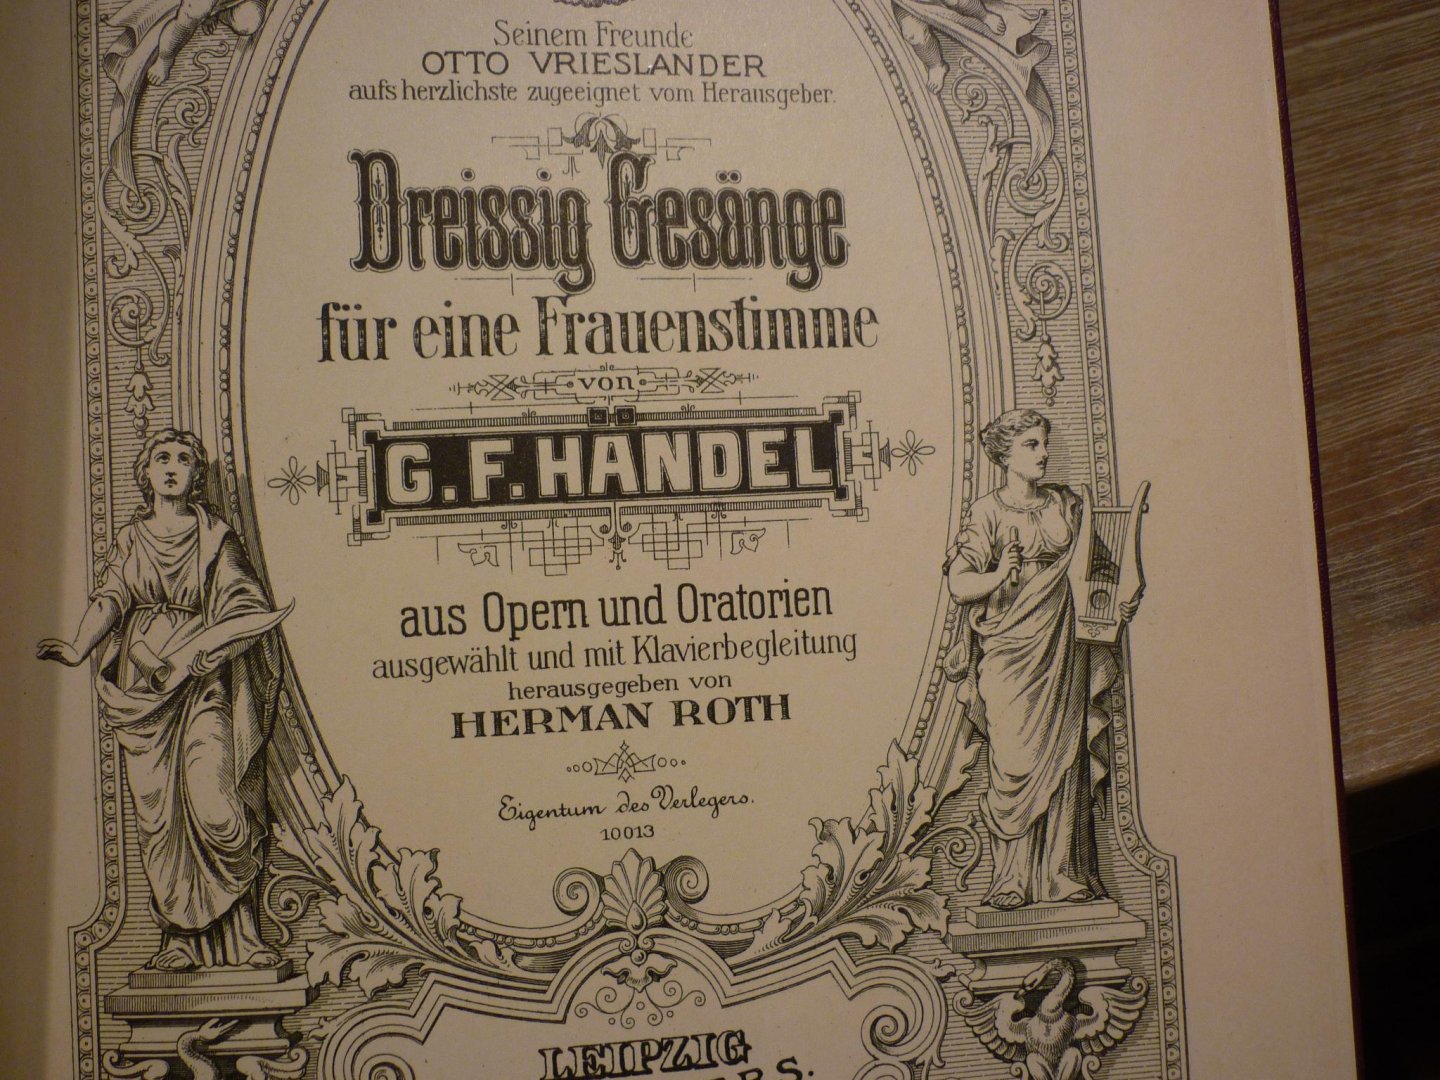 Seinem Freunde
OTTO VRIESLANDER
aufs herzlichste zugeeignet vom Herausgeber.
Dreissig Gesänge
für eine Frauenstimme
von
G. F. HÄNDEL
aus Opern und Oratorien
ausgewählt und mit Klavierbegleitung
herausgegeben von
HERMAN ROTH
Eigentum des Verlegers.
10013
LEIPZIG